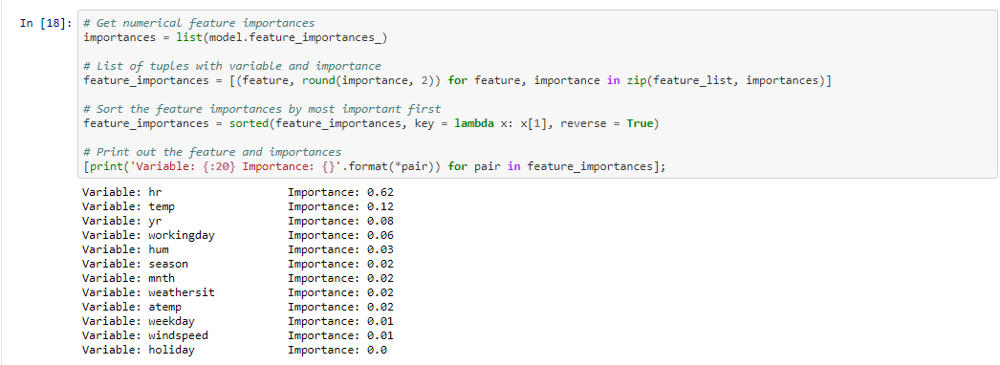 In [18]: # Get numerical feature importances
importances = list(model.feature_importances_)
# List of tuples with variable and importance
feature_importances = [(feature, round(importance, 2)) for feature, importance in zip(feature_list, importances)]
# Sort the feature importances by most important first
feature_importances = sorted(feature_importances, key = lambda x: x[1], reverse = True)
# Print out the feature and importances
[print('Variable: {:20} Importance: {}'.format(*pair)) for pair in feature_importances];
Variable: hr                   Importance: 0.62
Variable: temp                 Importance: 0.12
Variable: yr                   Importance: 0.08
Variable: workingday           Importance: 0.06
Variable: hum                  Importance: 0.03
Variable: season               Importance: 0.02
Variable: mnth                 Importance: 0.02
Variable: weathersit           Importance: 0.02
Variable: atemp                Importance: 0.02
Variable: weekday              Importance: 0.01
Variable: windspeed            Importance: 0.01
Variable: holiday              Importance: 0.0